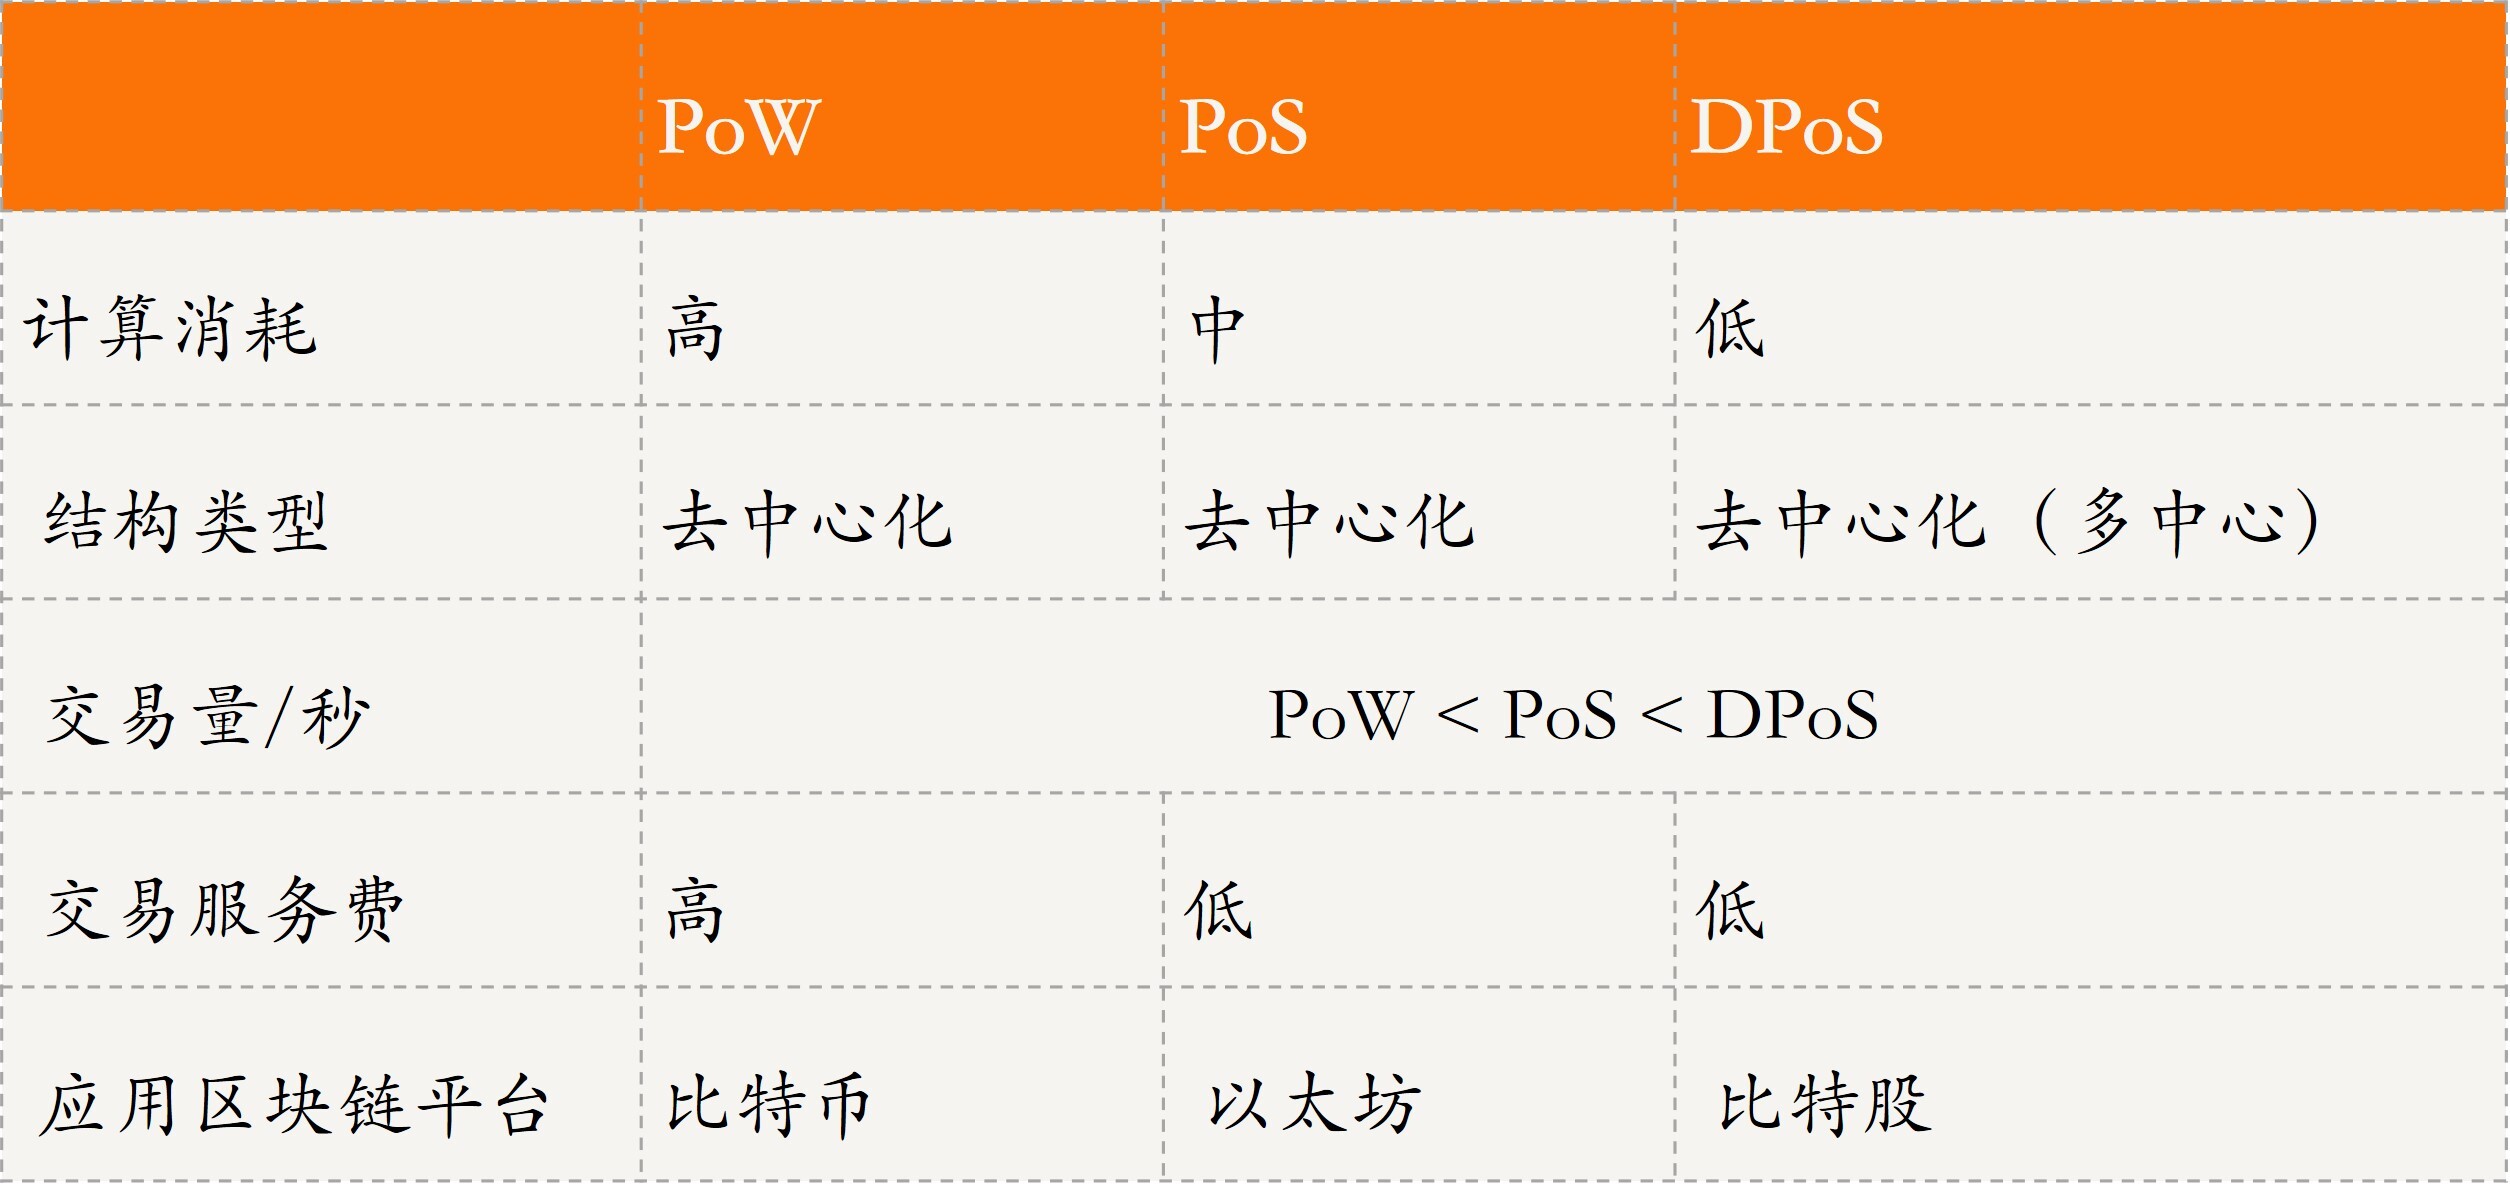 PoW PoS DPoS
计算消耗 高 中 低
结构类型 去中心化 去中心化 去中心化（多中心）
交易量/秒 PoW < PoS < DPoS
交易服务费 高 低 低
应用区块链平台 比特币 以太坊 比特股